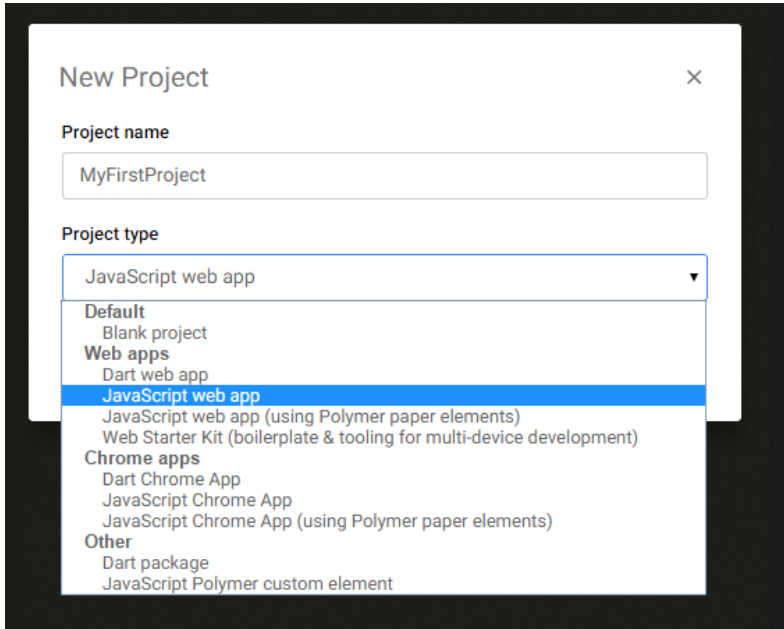 New Project
Project name
MyFirstProject
Project type
JavaScript web app
Default
Blank project
Web apps
Dart web app
JavaScript web app
JavaScript web app (using Polymer paper elements)
Web Starter Kit (boilerplate & tooling for multi-device development)
Chrome apps
Dart Chrome App
JavaScript Chrome App
JavaScript Chrome App (using Polymer paper elements)
Other
Dart package
JavaScript Polymer custom element